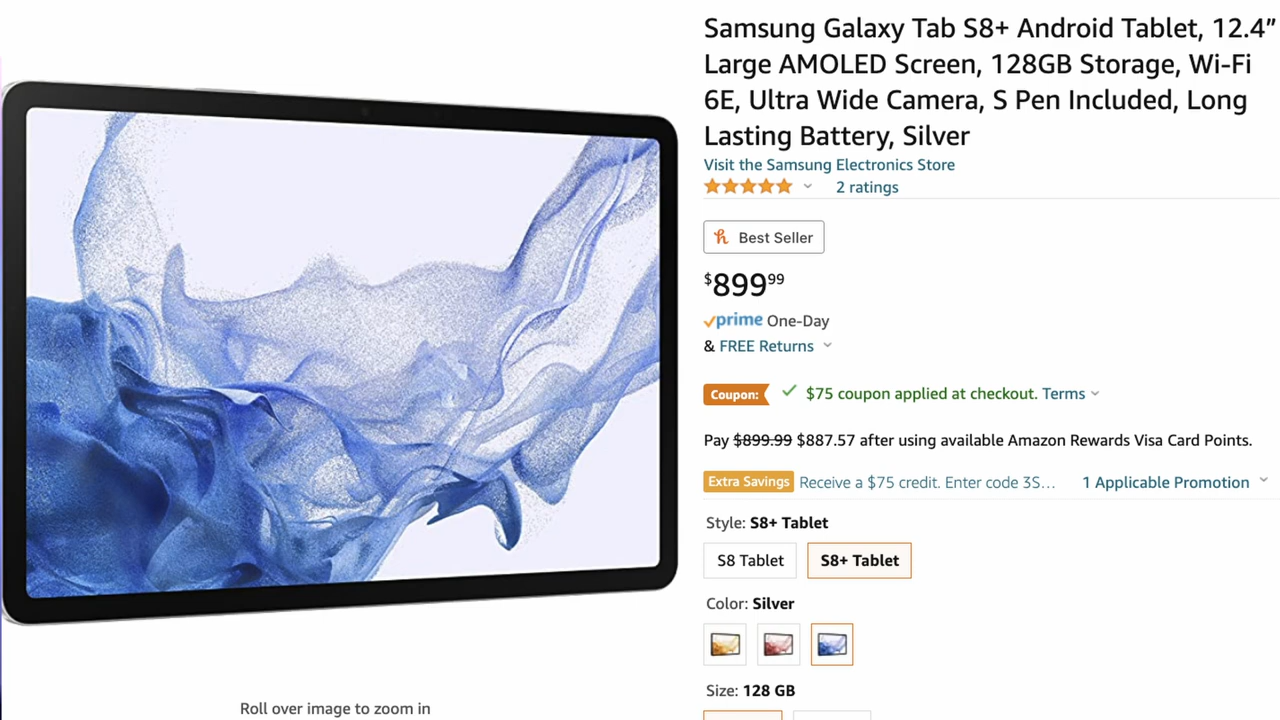 Samsung Galaxy Tab S8+ Android Tablet, 12.4”
Large AMOLED Screen, 128GB Storage, Wi-Fi
6E, Ultra Wide Camera, S Pen Included, Long
Lasting Battery, Silver
Visit the Samsung Electronics Store
2 ratings
Best Seller
$899.99
prime One-Day
& FREE Returns
Coupon: $75 coupon applied at checkout. Terms
Pay $899.99 $887.57 after using available Amazon Rewards Visa Card Points.
Extra Savings Receive a $75 credit. Enter code 3S… 1 Applicable Promotion
Style: S8+ Tablet
S8 Tablet S8+ Tablet
Color: Silver
Size: 128 GB
Roll over image to zoom in